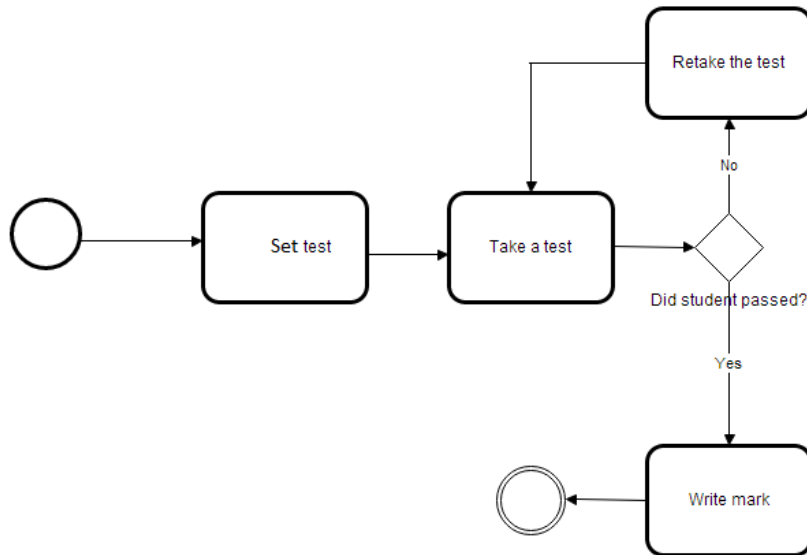 Retake the test
No
Set test
Take a test
Did student passed?
Yes
Write mark